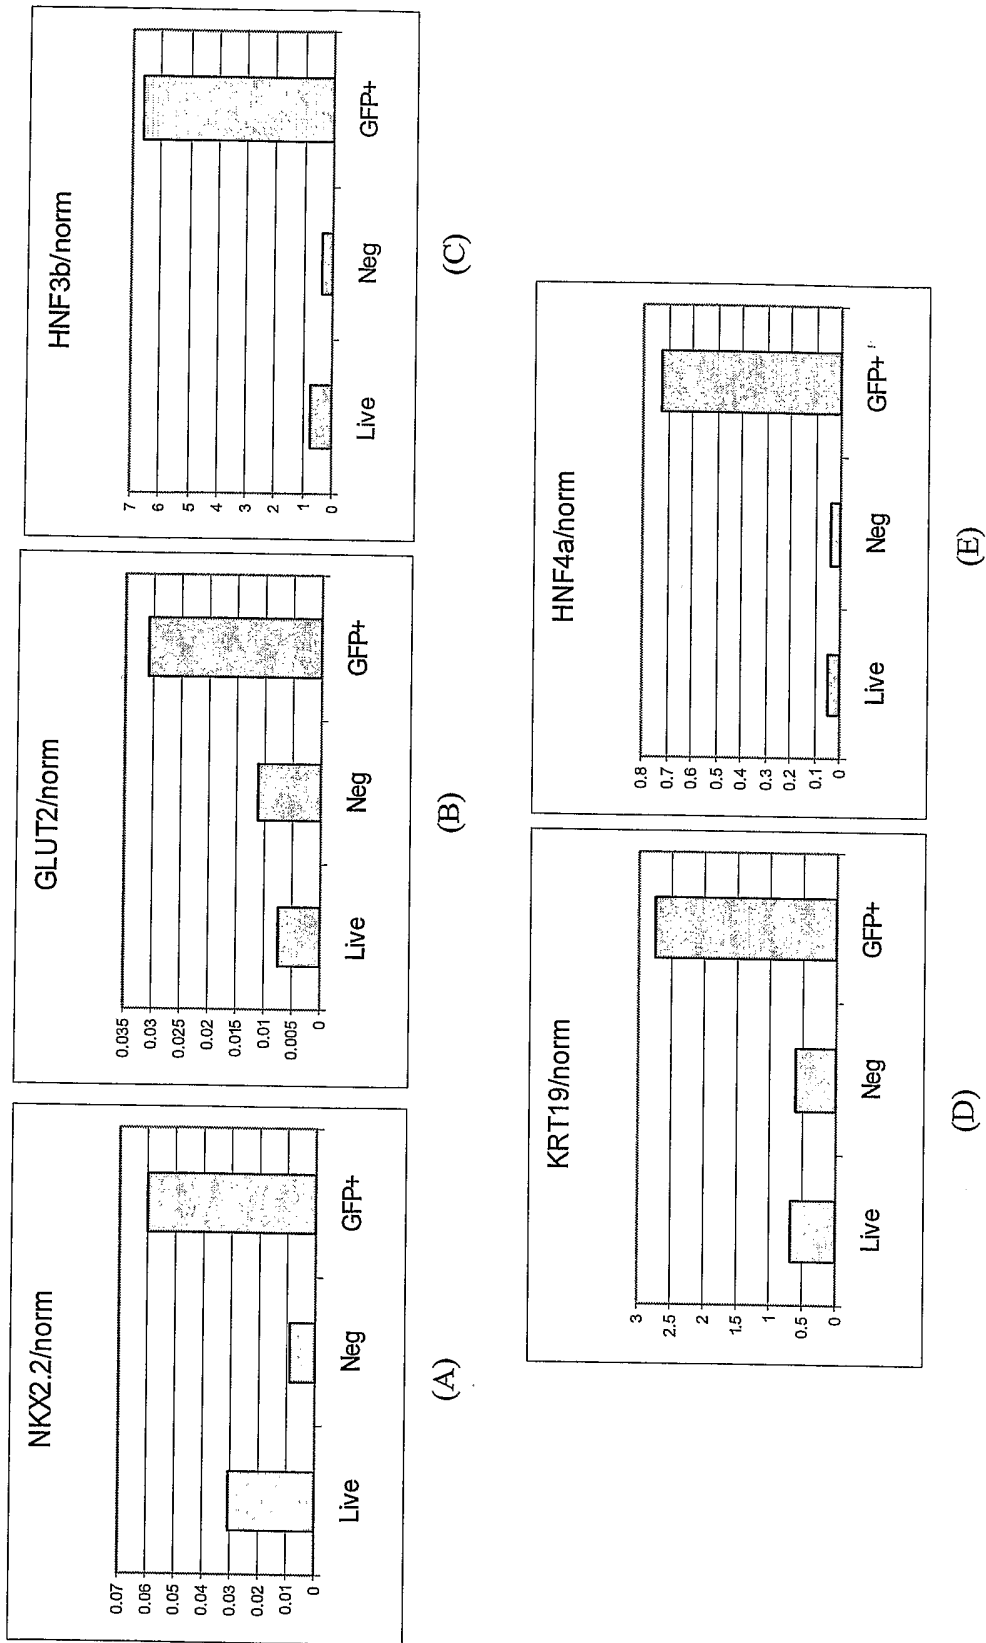 NKX2.2/norm
0.07
0.06
0.05
0.04
0.03
0.02
0.01
0
Live Neg GFP+
(A)
GLUT2/norm
0.035
0.03
0.025
0.02
0.015
0.01
0.005
0
Live Neg GFP+
(B)
HNF3b/norm
7
6
5
4
3
2
1
0
Live Neg GFP+
(C)
KRT19/norm
3
2.5
2
1.5
1
0.5
0
Live Neg GFP+
(D)
HNF4a/norm
0.8
0.7
0.6
0.5
0.4
0.3
0.2
0.1
0
Live Neg GFP+
(E)